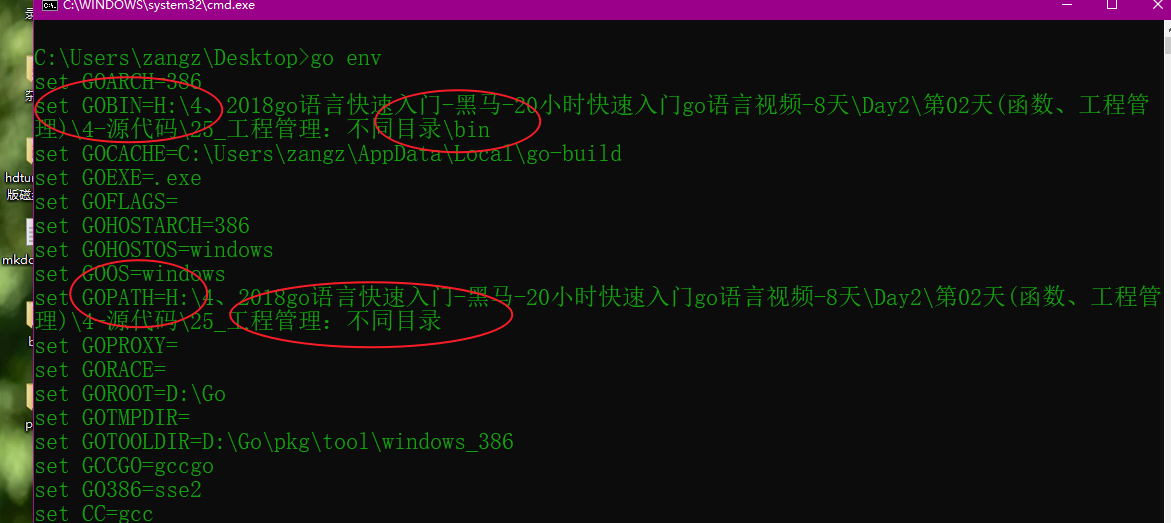 C:\WINDOWS\system32\cmd.exe
C:\Users\zangz\Desktop>go env
set GOARCH=386
set GOBIN=H:\4、2018go语言快速入门-黑马-20小时快速入门go语言视频-8天\Day2\第02天(函数、工程管
理)\4-源代码\25_工程管理：不同目录\bin
set GOCACHE=C:\Users\zangz\AppData\Local\go-build
set GOEXE=.exe
set GOFLAGS=
set GOHOSTARCH=386
set GOHOSTOS=windows
set GOOS=windows
set GOPATH=H:\4、2018go语言快速入门-黑马-20小时快速入门go语言视频-8天\Day2\第02天(函数、工程管
理)\4-源代码\25_工程管理：不同目录
set GOPROXY=
set GORACE=
set GOROOT=D:\Go
set GOTMPDIR=
set GOTOOLDIR=D:\Go\pkg\tool\windows_386
set GCCGO=gccgo
set GO386=sse2
set CC=gcc
hdtu
版磁
mkdo